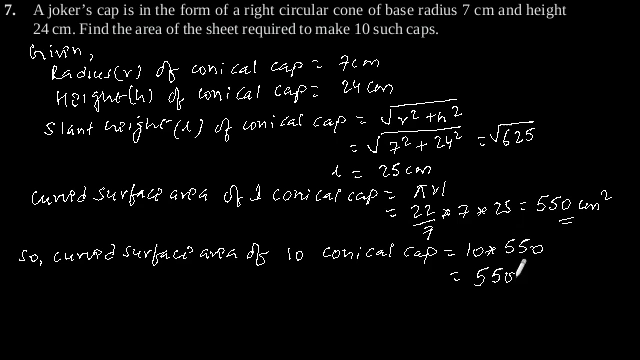 7. A joker's cap is in the form of a right circular cone of base radius 7 cm and height
24 cm. Find the area of the sheet required to make 10 such caps.
Given,
Radius(r) of conical cap = 7cm
Height(h) of conical cap = 24cm
Slant height(l) of conical cap = √r²+h²
= √7²+24² = √625
l = 25cm
curved surface area of 1 conical cap = πrl
= 22/7 * 7 * 25 = 550 cm²
So, curved surface area of 10 conical cap = 10* 550
= 550